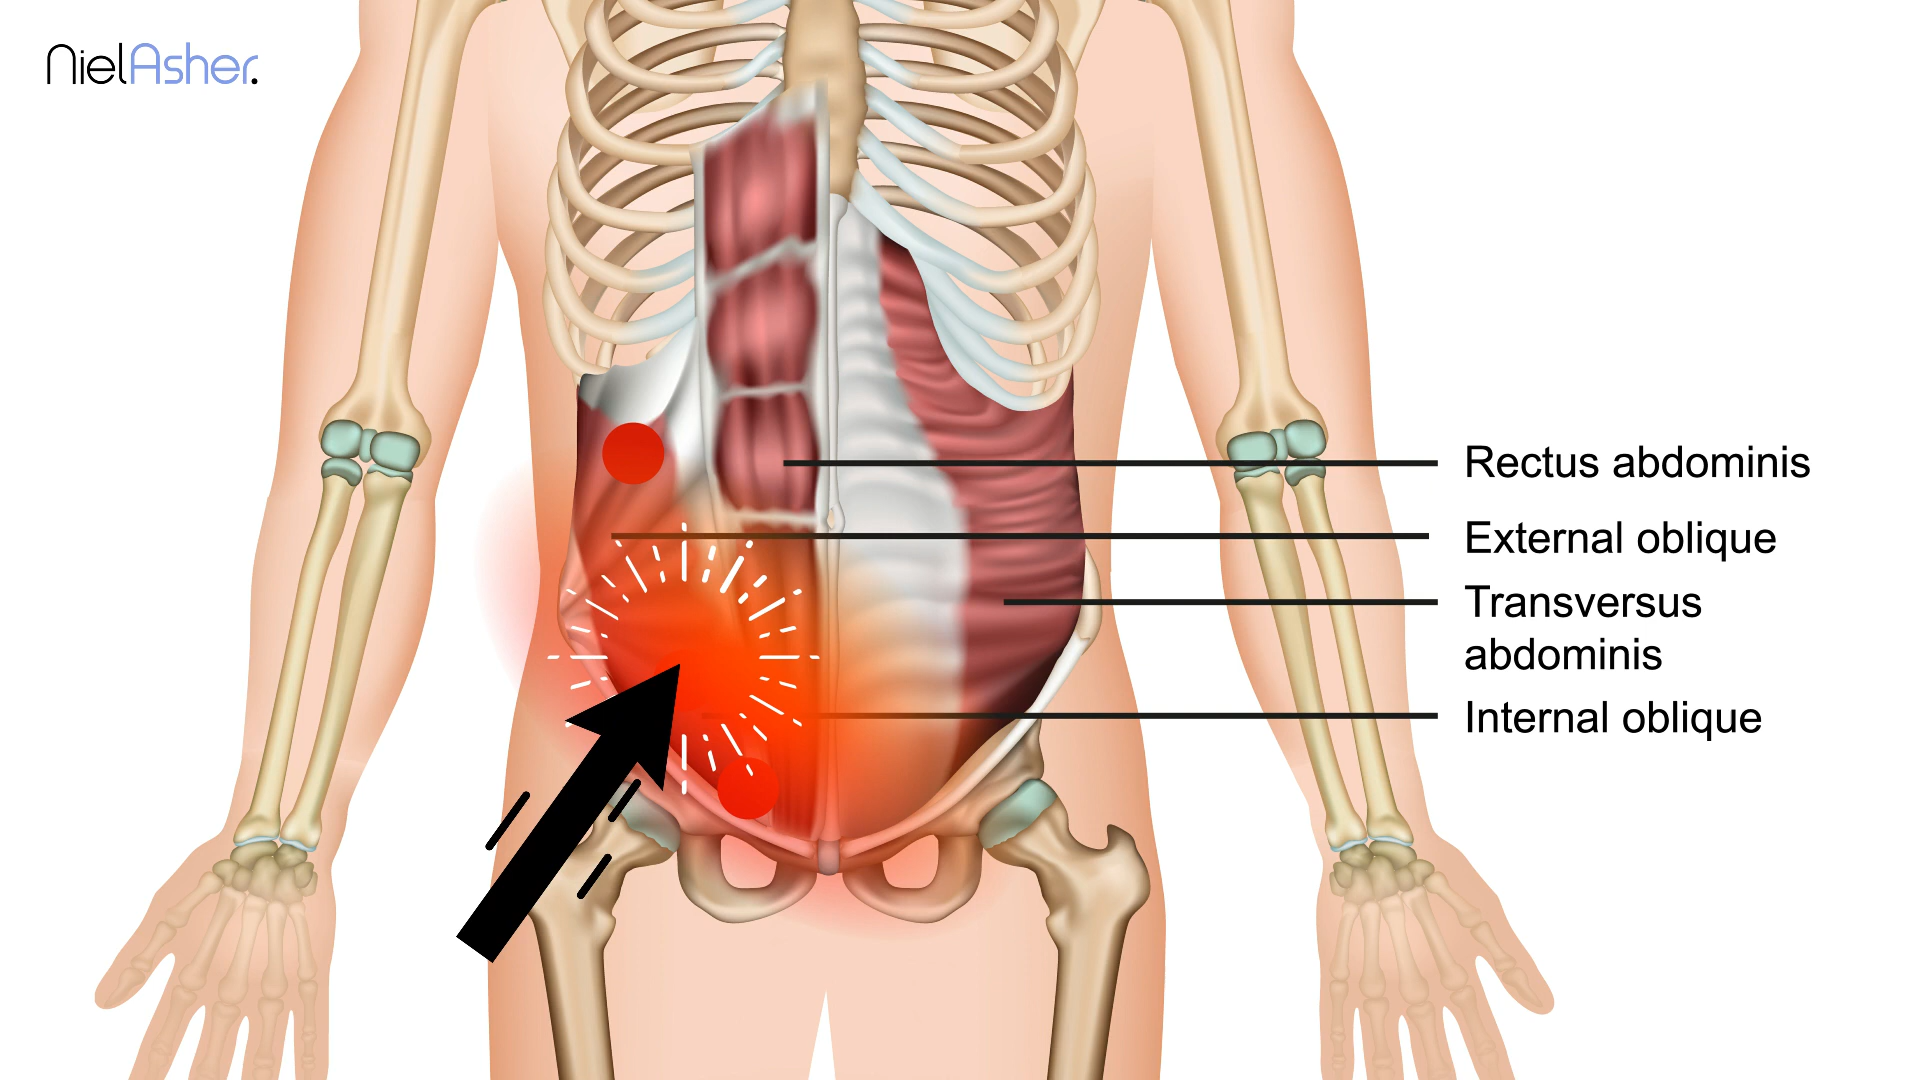 NielAsher.
Rectus abdominis
External oblique
Transversus
abdominis
Internal oblique